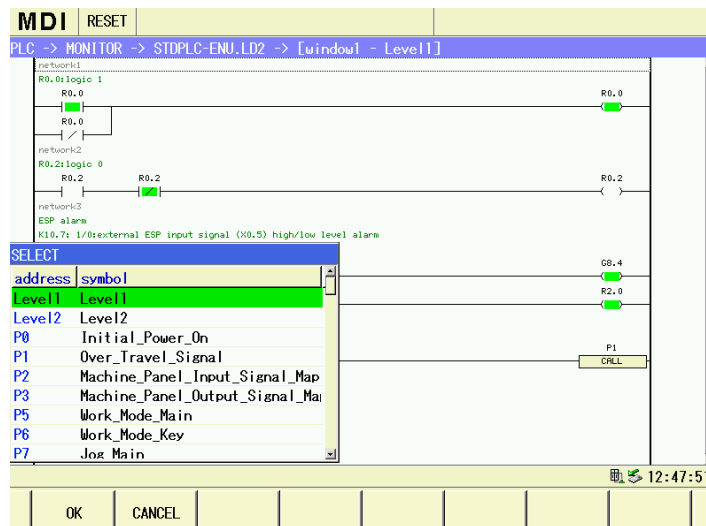 MDI RESET
PLC -> MONITOR -> STDPLC-ENU.LD2 -> [window1 - Level1]
network1
R0.0:logic 1
R0.0 R0.0
R0.0
network2
R0.2:logic 0
R0.2 R0.2 R0.2
network3
ESP alarm
K10.7: 1/0:external ESP input signal (X0.5) high/low level alarm
SELECT
address symbol
G8.4
Level1 Level1
R2.0
Level2 Level2
P0 Initial_Power_On
P1 Over_Travel_Signal
P1
CALL
P2 Machine_Panel_Input_Signal_Map
P3 Machine_Panel_Output_Signal_Ma
P5 Work_Mode_Main
P6 Work_Mode_Key
P7 Jog_Main
12:47:5
OK CANCEL